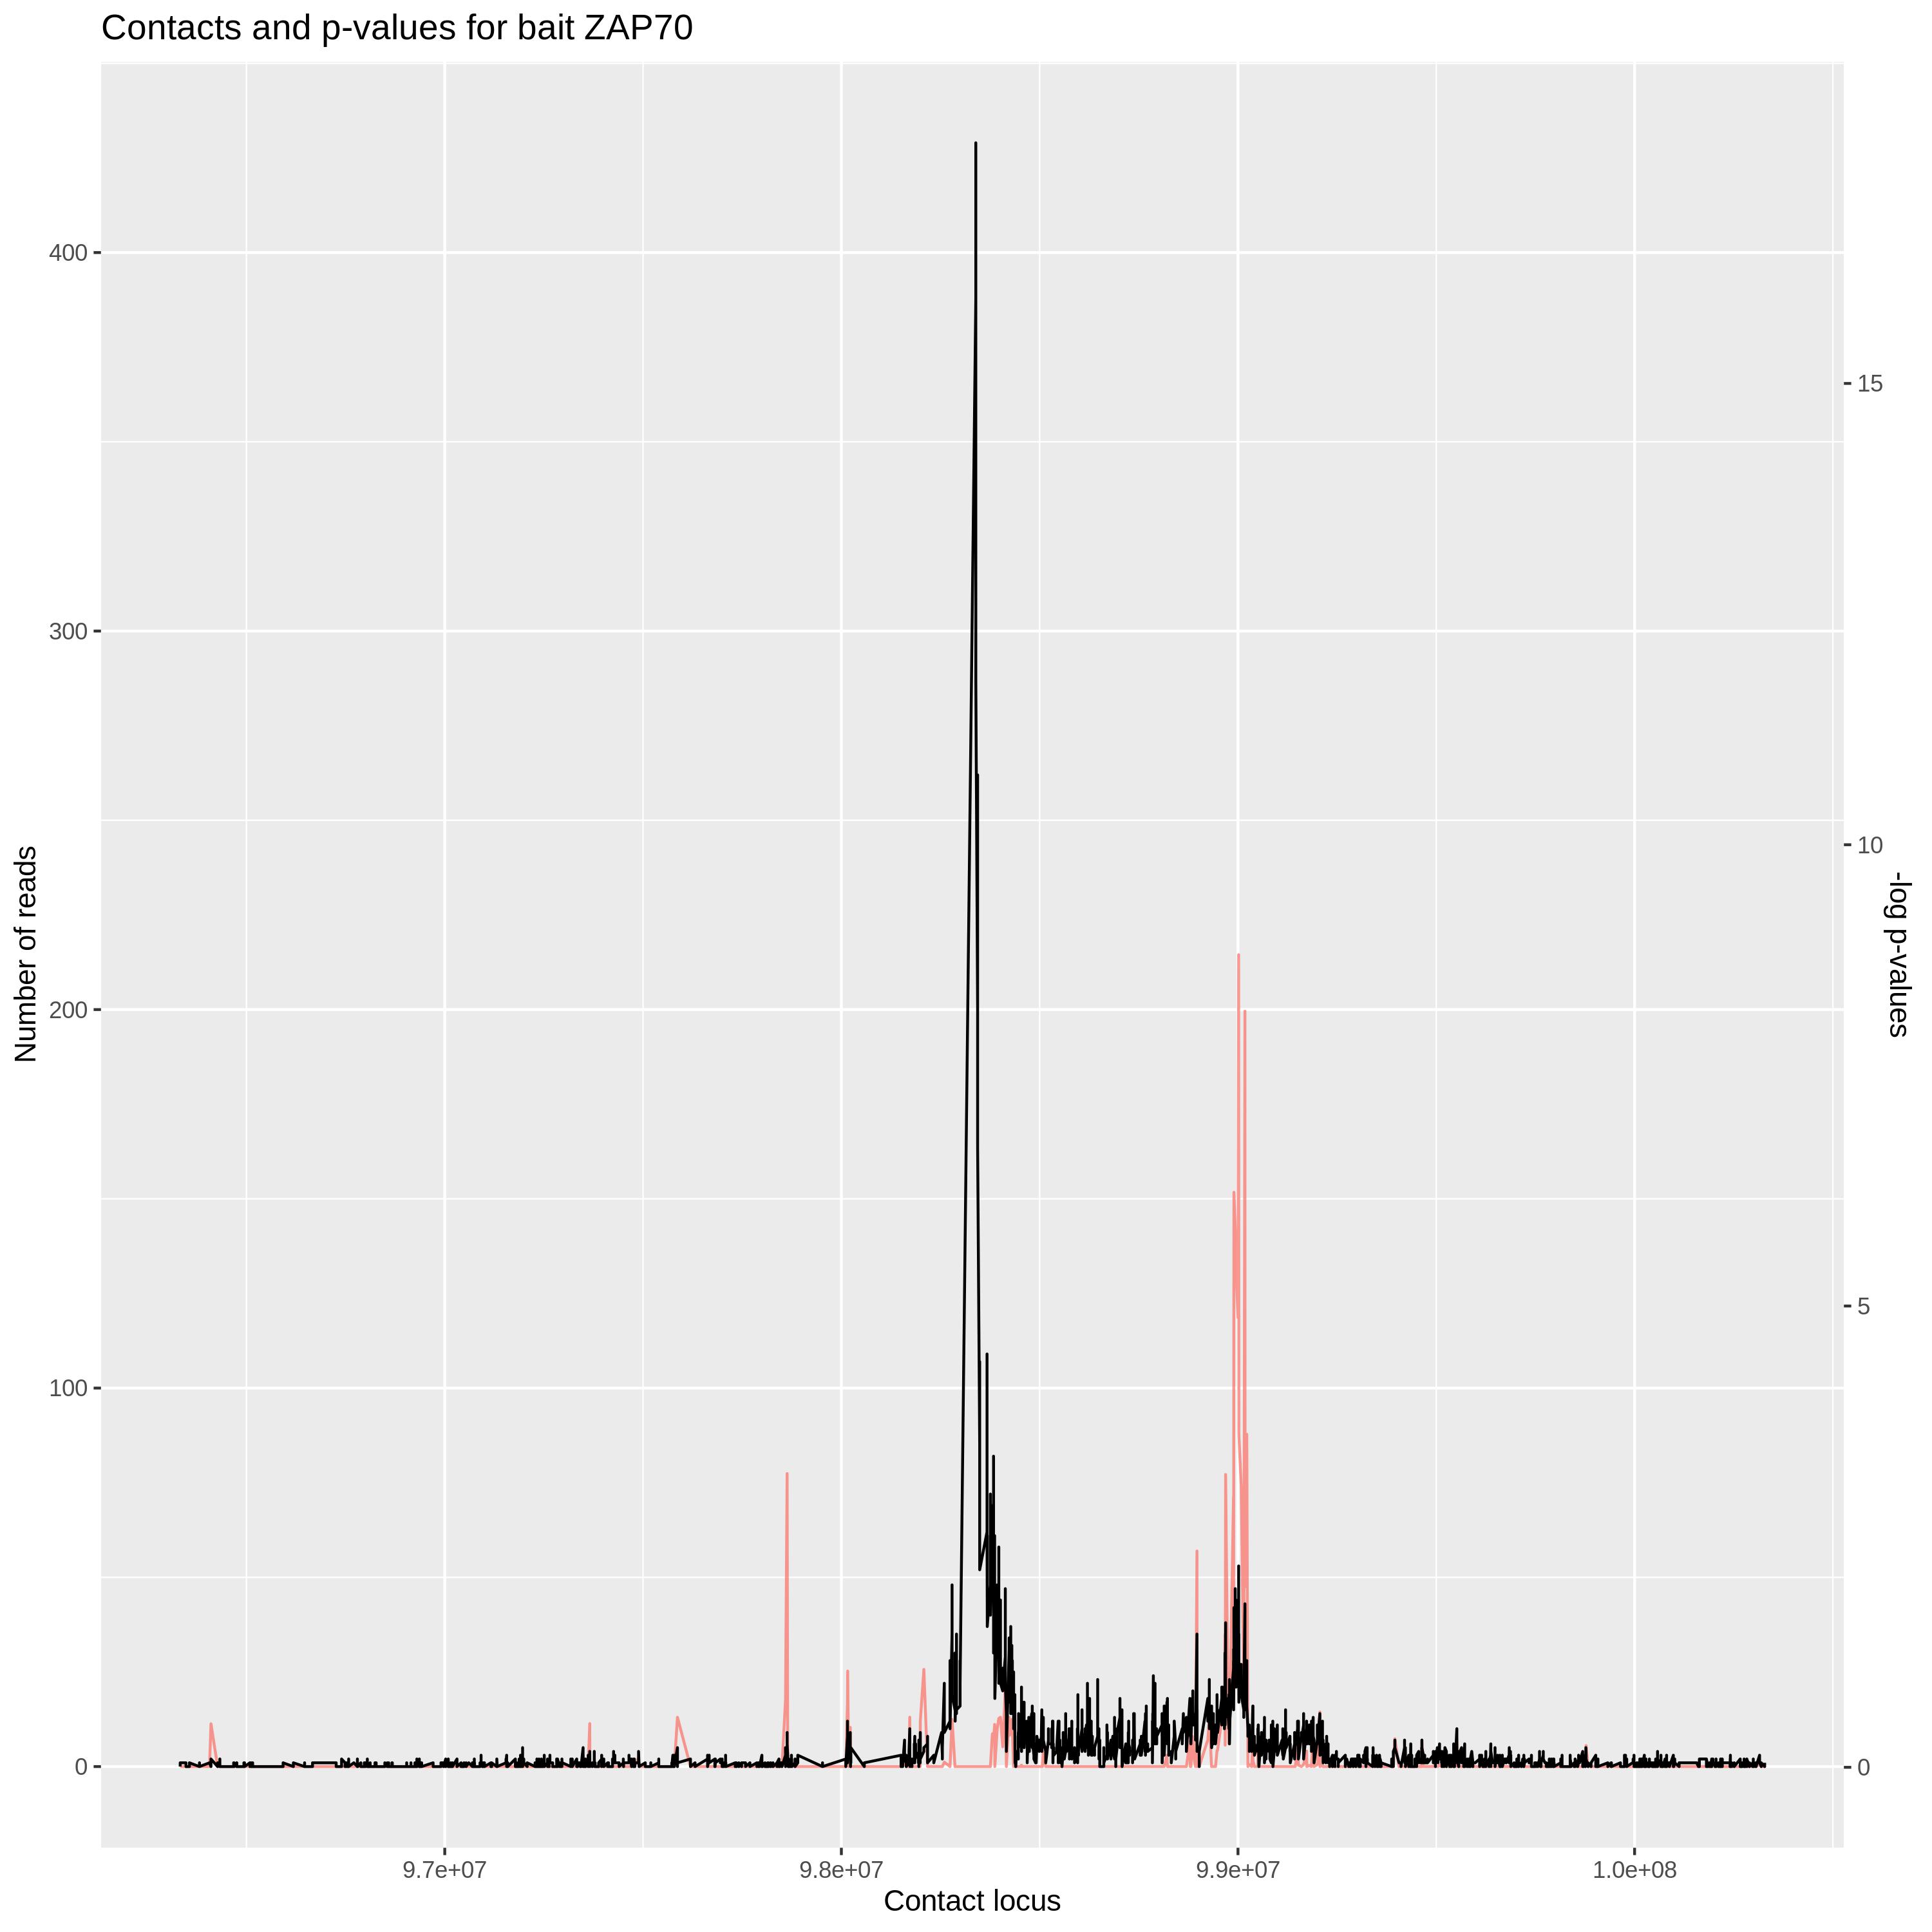 Contacts and p-values for bait ZAP70
400
300
200
100
0
Number of reads
15
10
5
0
-log p-values
9.7e+07
9.8e+07
9.9e+07
1.0e+08
Contact locus